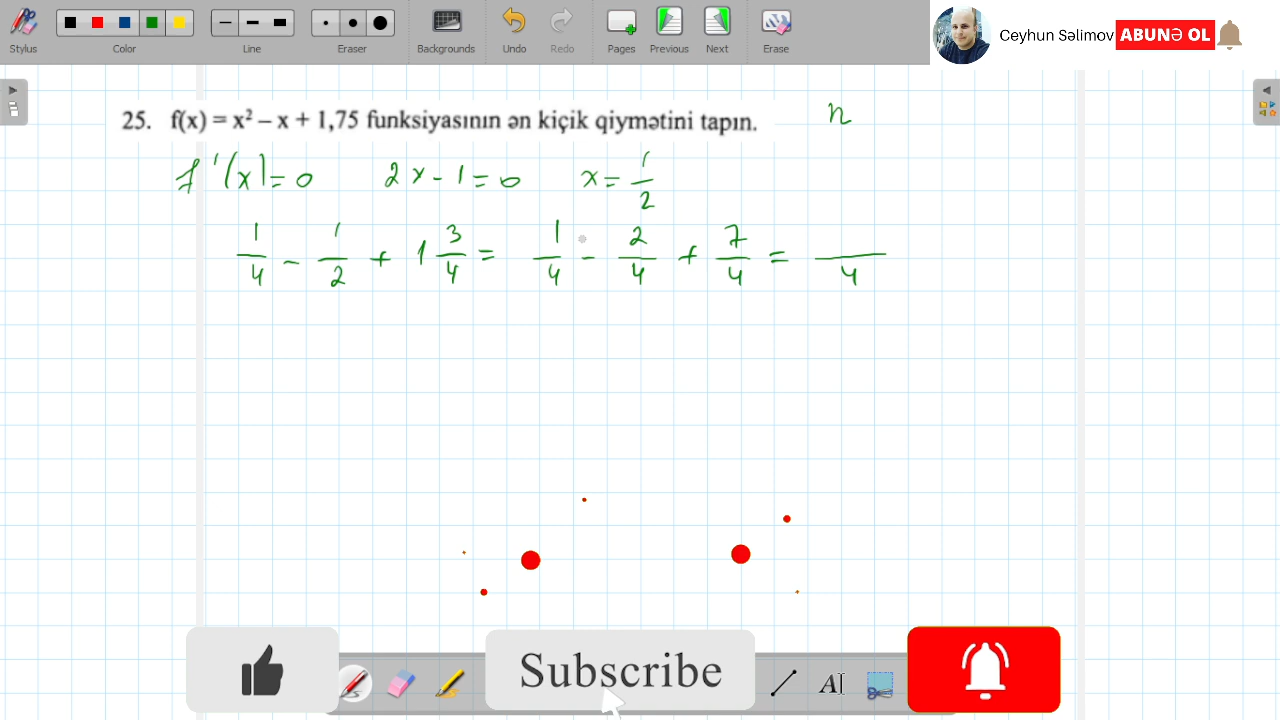 Stylus Color Line Eraser Backgrounds Undo Redo Pages Previous Next Erase
Ceyhun Səlimov ABUNƏ OL
25. f(x) = x² – x + 1,75 funksiyasının ən kiçik qiymətini tapın.
n
f'(x)=0 2x-1=0 x=1/2
1/4 - 1/2 + 1 3/4 = 1/4 - 2/4 + 7/4 = /4
Subscribe
AI